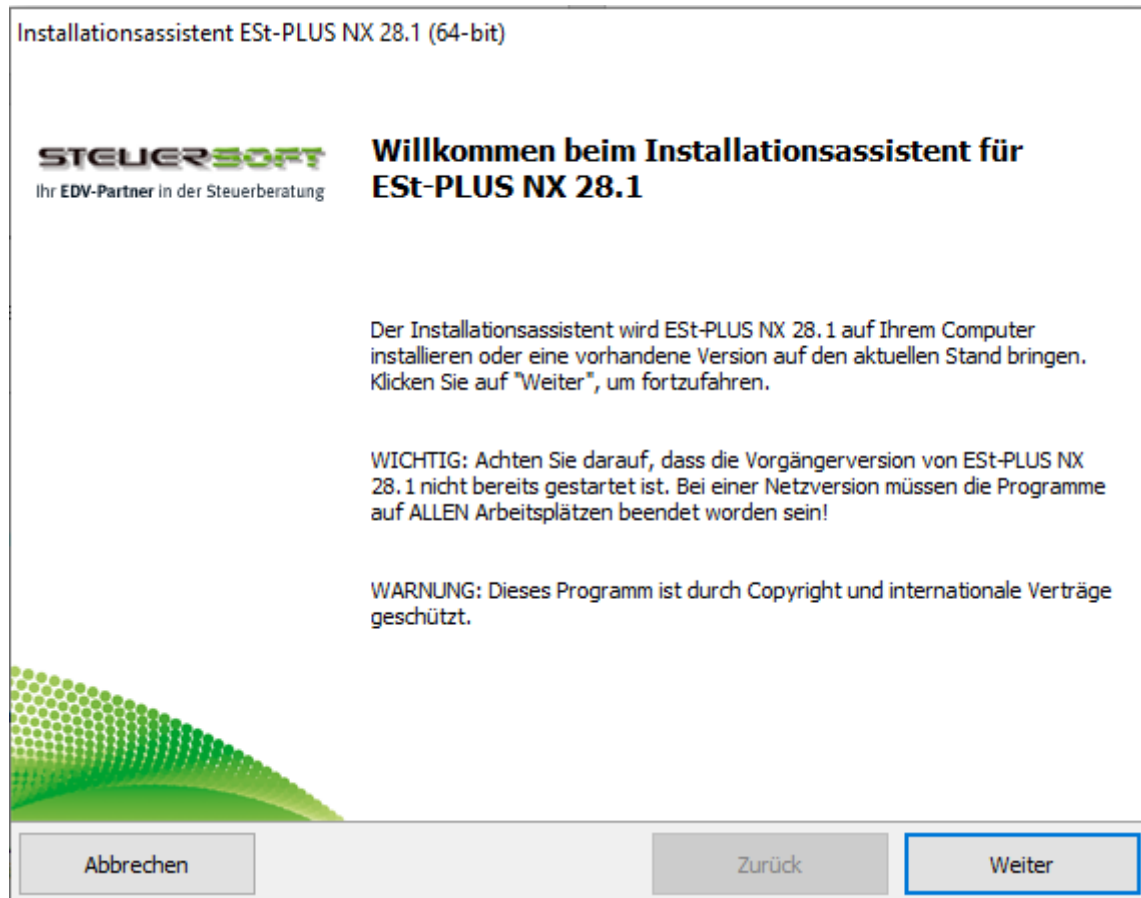 Installationsassistent ESt-PLUS NX 28.1 (64-bit)
STEUERSOFT
Ihr EDV-Partner in der Steuerberatung
Willkommen beim Installationsassistent für
ESt-PLUS NX 28.1
Der Installationsassistent wird ESt-PLUS NX 28.1 auf Ihrem Computer
installieren oder eine vorhandene Version auf den aktuellen Stand bringen.
Klicken Sie auf "Weiter", um fortzufahren.
WICHTIG: Achten Sie darauf, dass die Vorgängerversion von ESt-PLUS NX
28.1 nicht bereits gestartet ist. Bei einer Netzversion müssen die Programme
auf ALLEN Arbeitsplätzen beendet worden sein!
WARNUNG: Dieses Programm ist durch Copyright und internationale Verträge
geschützt.
Abbrechen
Zurück
Weiter